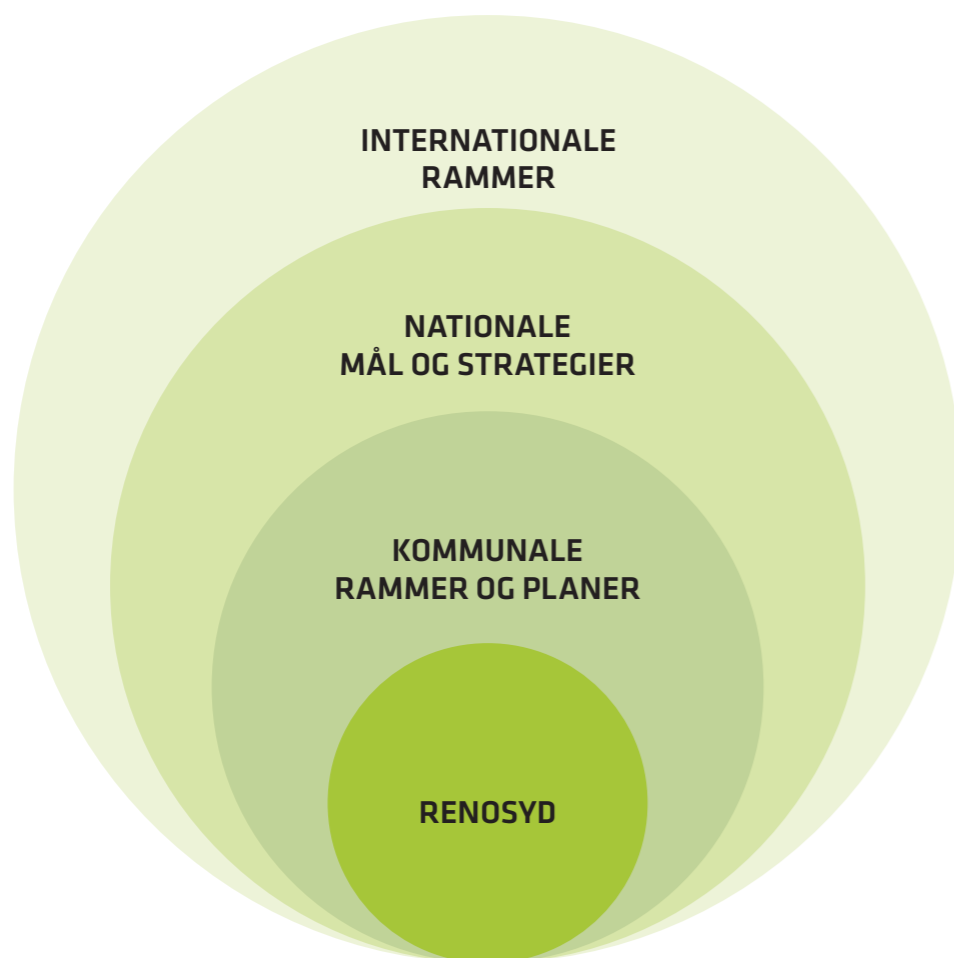 INTERNATIONALE
RAMMER
NATIONALE
MÅL OG STRATEGIER
KOMMUNALE
RAMMER OG PLANER
RENOSYD